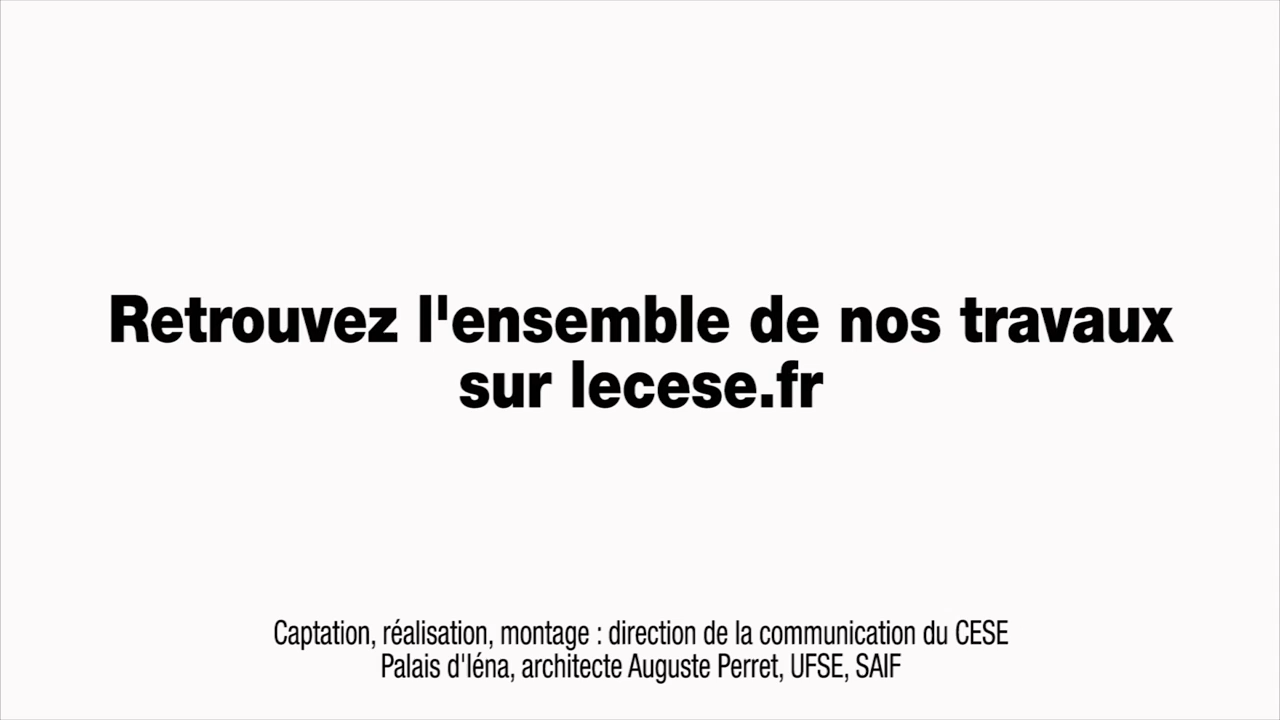 Retrouvez l'ensemble de nos travaux
sur lecese.fr
Captation, réalisation, montage : direction de la communication du CESE
Palais d'Iéna, architecte Auguste Perret, UFSE, SAIF